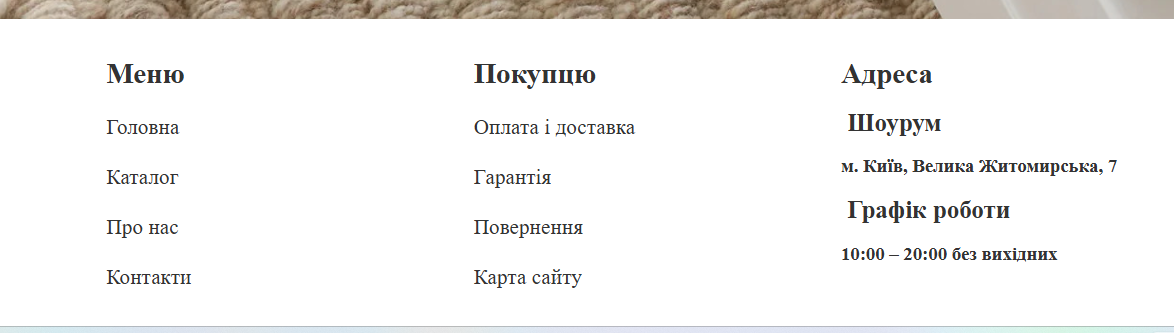 Меню
Головна
Каталог
Про нас
Контакти
Покупцю
Оплата і доставка
Гарантія
Повернення
Карта сайту
Адреса
Шоурум
м. Київ, Велика Житомирська, 7
Графік роботи
10:00 – 20:00 без вихідних